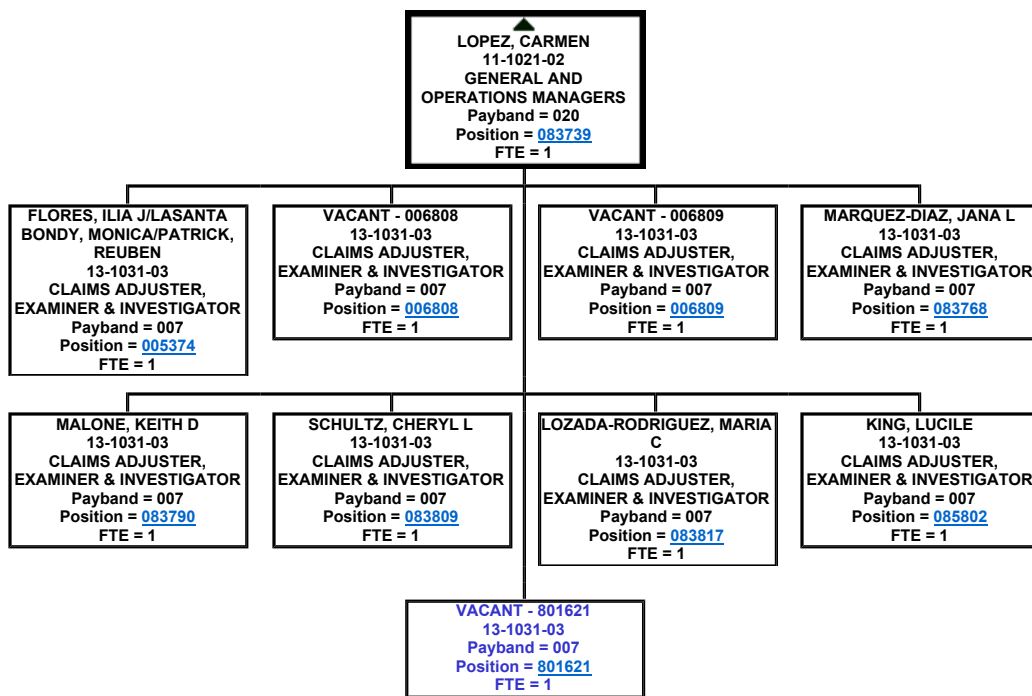 LOPEZ, CARMEN
11-1021-02
GENERAL AND
OPERATIONS MANAGERS
Payband = 020
Position = 083739
FTE = 1
FLORES, ILIA J/LASANTA
BONDY, MONICA/PATRICK,
REUBEN
13-1031-03
CLAIMS ADJUSTER,
EXAMINER & INVESTIGATOR
Payband = 007
Position = 005374
FTE = 1
VACANT - 006808
13-1031-03
CLAIMS ADJUSTER,
EXAMINER & INVESTIGATOR
Payband = 007
Position = 006808
FTE = 1
VACANT - 006809
13-1031-03
CLAIMS ADJUSTER,
EXAMINER & INVESTIGATOR
Payband = 007
Position = 006809
FTE = 1
MARQUEZ-DIAZ, JANA L
13-1031-03
CLAIMS ADJUSTER,
EXAMINER & INVESTIGATOR
Payband = 007
Position = 083768
FTE = 1
MALONE, KEITH D
13-1031-03
CLAIMS ADJUSTER,
EXAMINER & INVESTIGATOR
Payband = 007
Position = 083790
FTE = 1
SCHULTZ, CHERYL L
13-1031-03
CLAIMS ADJUSTER,
EXAMINER & INVESTIGATOR
Payband = 007
Position = 083809
FTE = 1
LOZADA-RODRIGUEZ, MARIA
C
13-1031-03
CLAIMS ADJUSTER,
EXAMINER & INVESTIGATOR
Payband = 007
Position = 083817
FTE = 1
KING, LUCILE
13-1031-03
CLAIMS ADJUSTER,
EXAMINER & INVESTIGATOR
Payband = 007
Position = 085802
FTE = 1
VACANT - 801621
13-1031-03
Payband = 007
Position = 801621
FTE = 1